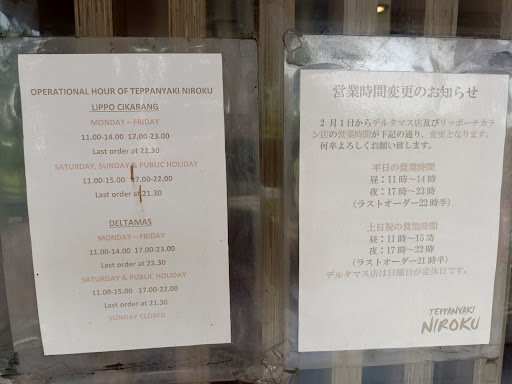 OPERATIONAL HOUR OF TEPPANYAKI NIROKU
LIPPO CIKARANG
MONDAY – FRIDAY
11.00-14.00 17.00-23.00
Last order at 22.30
SATURDAY, SUNDAY & PUBLIC HOLIDAY
11.00-15.00 17.00-22.00
Last order at 21.30
DELTAMAS
MONDAY – FRIDAY
11.00-14.00 17.00-23.00
Last order at 22.30
SATURDAY & PUBLIC HOLIDAY
11.00-15.00 17.00-22.00
Last order at 21.30
SUNDAY CLOSED
営業時間変更のお知らせ
2月1日からデルタマス店及びリッポーチカラ
ン店の営業時間が下記の通り、変更となります。
何卒よろしくお願い致します。
平日の営業時間
昼：11時～14時
夜：17時～23時
(ラストオーダー22時半)
土日祝の営業時間
昼：11時～15時
夜：17時～22時
(ラストオーダー21時半)
デルタマス店は日曜日が定休日です。
TEPPANYAKI
NIROKU